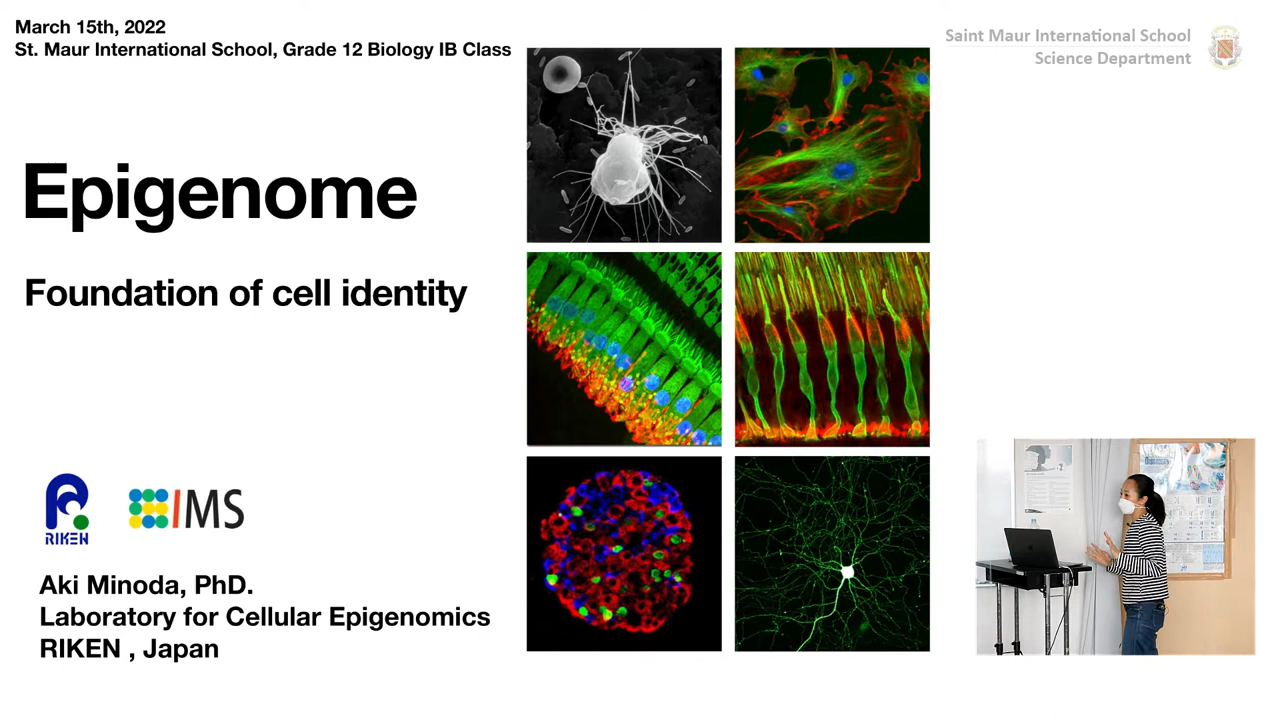 March 15th, 2022
St. Maur International School, Grade 12 Biology IB Class
Saint Maur International School
Science Department
Epigenome
Foundation of cell identity
RIKEN
IMS
Aki Minoda, PhD.
Laboratory for Cellular Epigenomics
RIKEN , Japan